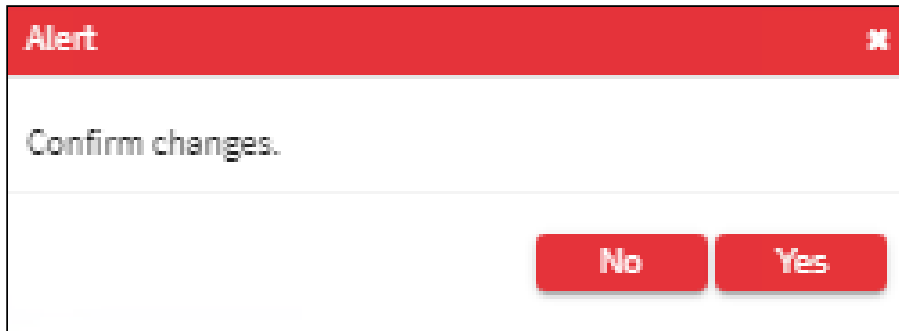 Alert
Confirm changes.
No Yes